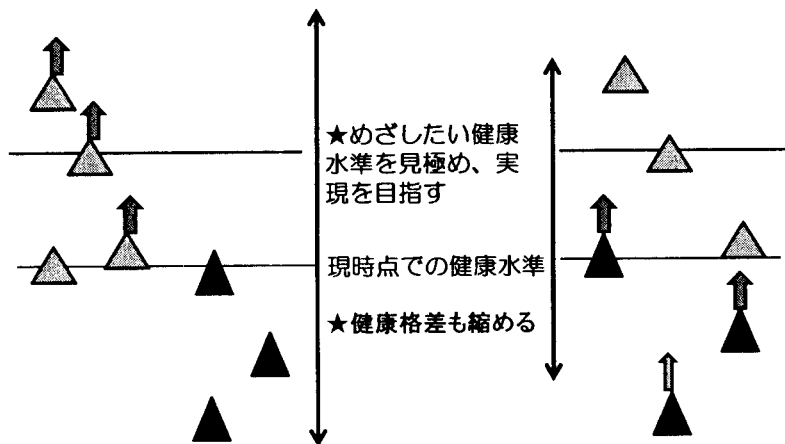 ★めざしたい健康
水準を見極め、実
現を目指す
現時点での健康水準
★健康格差も縮める